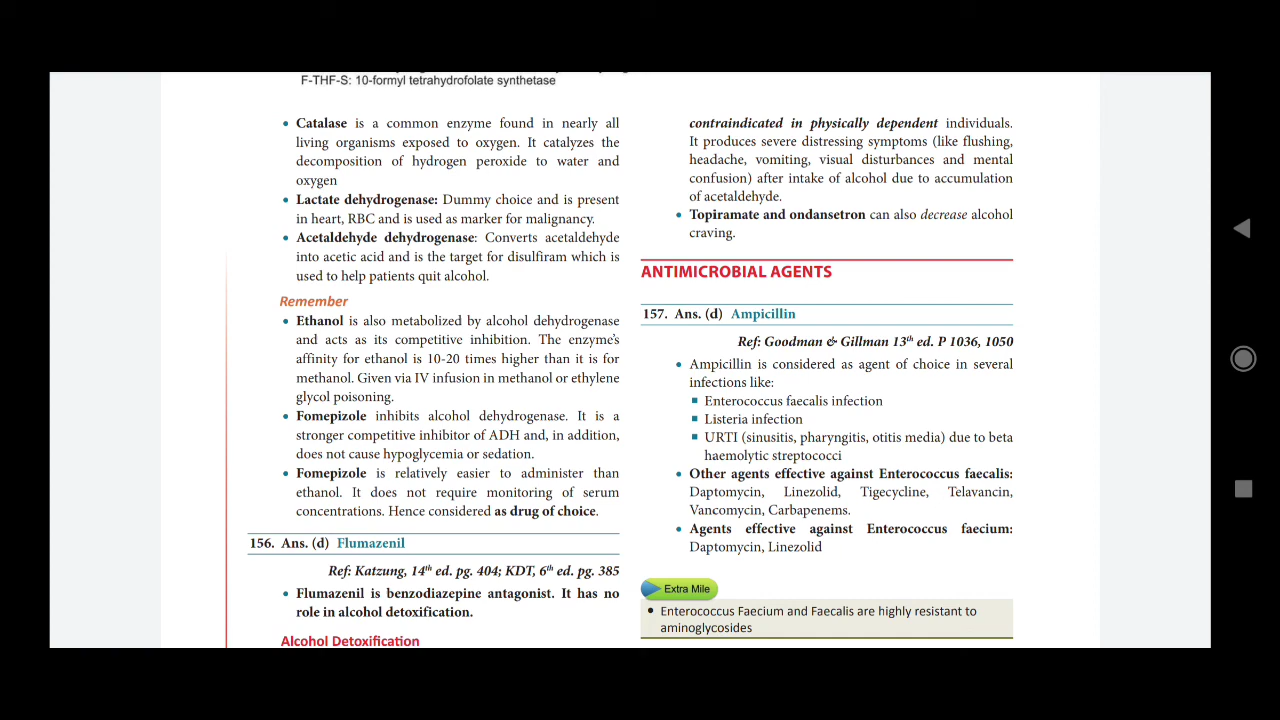 F-THF-S: 10-formyl tetrahydrofolate synthetase
• Catalase is a common enzyme found in nearly all
living organisms exposed to oxygen. It catalyzes the
decomposition of hydrogen peroxide to water and
oxygen
• Lactate dehydrogenase: Dummy choice and is present
in heart, RBC and is used as marker for malignancy.
• Acetaldehyde dehydrogenase: Converts acetaldehyde
into acetic acid and is the target for disulfiram which is
used to help patients quit alcohol.
Remember
• Ethanol is also metabolized by alcohol dehydrogenase
and acts as its competitive inhibition. The enzyme's
affinity for ethanol is 10-20 times higher than it is for
methanol. Given via IV infusion in methanol or ethylene
glycol poisoning.
• Fomepizole inhibits alcohol dehydrogenase. It is a
stronger competitive inhibitor of ADH and, in addition,
does not cause hypoglycemia or sedation.
• Fomepizole is relatively easier to administer than
ethanol. It does not require monitoring of serum
concentrations. Hence considered as drug of choice.
156. Ans. (d) Flumazenil
Ref: Katzung, 14th ed. pg. 404; KDT, 6th ed. pg. 385
• Flumazenil is benzodiazepine antagonist. It has no
role in alcohol detoxification.
Alcohol Detoxification
contraindicated in physically dependent individuals.
It produces severe distressing symptoms (like flushing,
headache, vomiting, visual disturbances and mental
confusion) after intake of alcohol due to accumulation
of acetaldehyde.
• Topiramate and ondansetron can also decrease alcohol
craving.
ANTIMICROBIAL AGENTS
157. Ans. (d) Ampicillin
Ref: Goodman & Gillman 13th ed. P 1036, 1050
• Ampicillin is considered as agent of choice in several
infections like:
■ Enterococcus faecalis infection
■ Listeria infection
■ URTI (sinusitis, pharyngitis, otitis media) due to beta
haemolytic streptococci
• Other agents effective against Enterococcus faecalis:
Daptomycin, Linezolid, Tigecycline, Telavancin,
Vancomycin, Carbapenems.
• Agents effective against Enterococcus faecium:
Daptomycin, Linezolid
Extra Mile
• Enterococcus Faecium and Faecalis are highly resistant to
aminoglycosides